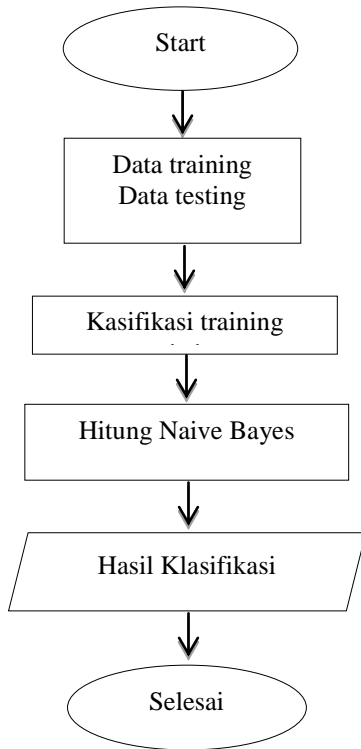 Start
Data training
Data testing
Kasifikasi training
Hitung Naive Bayes
Hasil Klasifikasi
Selesai